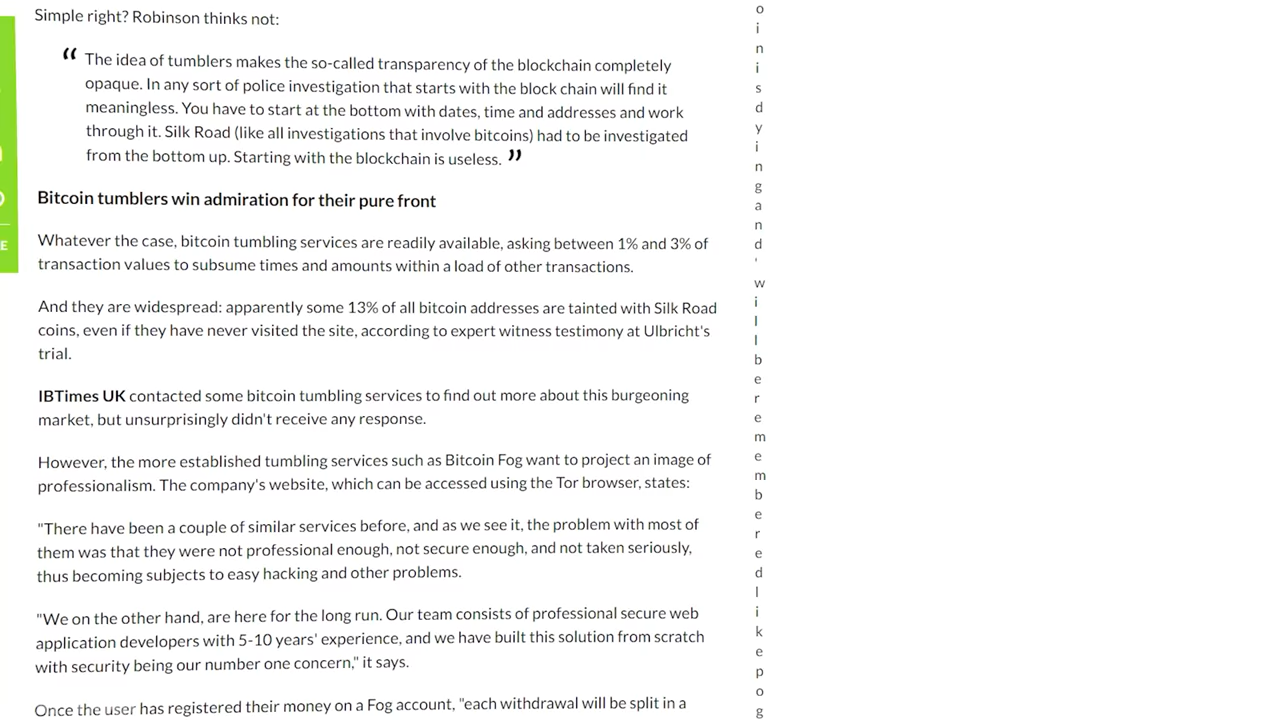 Simple right? Robinson thinks not:
“ The idea of tumblers makes the so-called transparency of the blockchain completely
opaque. In any sort of police investigation that starts with the block chain will find it
meaningless. You have to start at the bottom with dates, time and addresses and work
through it. Silk Road (like all investigations that involve bitcoins) had to be investigated
from the bottom up. Starting with the blockchain is useless. ”
Bitcoin tumblers win admiration for their pure front
Whatever the case, bitcoin tumbling services are readily available, asking between 1% and 3% of
transaction values to subsume times and amounts within a load of other transactions.
And they are widespread: apparently some 13% of all bitcoin addresses are tainted with Silk Road
coins, even if they have never visited the site, according to expert witness testimony at Ulbricht's
trial.
IBTimes UK contacted some bitcoin tumbling services to find out more about this burgeoning
market, but unsurprisingly didn't receive any response.
However, the more established tumbling services such as Bitcoin Fog want to project an image of
professionalism. The company's website, which can be accessed using the Tor browser, states:
"There have been a couple of similar services before, and as we see it, the problem with most of
them was that they were not professional enough, not secure enough, and not taken seriously,
thus becoming subjects to easy hacking and other problems.
"We on the other hand, are here for the long run. Our team consists of professional secure web
application developers with 5-10 years' experience, and we have built this solution from scratch
with security being our number one concern," it says.
Once the user has registered their money on a Fog account, "each withdrawal will be split in a
E
oinisdyingand'willberememberedlikepog